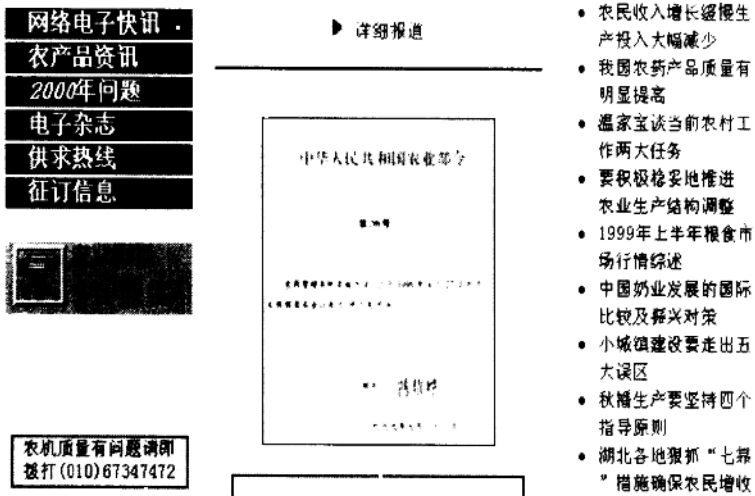 网络电子快讯
农产品资讯
2000年问题
电子杂志
供求热线
征订信息
农机质量有问题请即
拨打(010)67347472
详细报道
中华人民共和国农业部令
农民收入增长缓慢生
产投入大幅减少
我国农药产品质量有
明显提高
温家宝谈当前农村工
作两大任务
要积极稳妥地推进
农业生产结构调整
1999年上半年粮食市
场行情综述
中国奶业发展的国际
比较及振兴对策
小城镇建设要走出五
大误区
秋播生产要坚持四个
指导原则
湖北各地狠抓“七靠
”措施确保农民增收